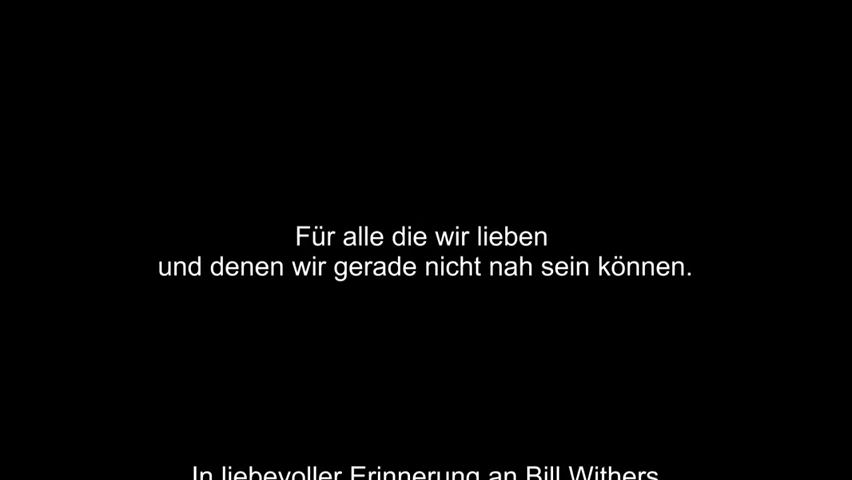 Für alle die wir lieben
und denen wir gerade nicht nah sein können.
In liebevoller Erinnerung an Bill Withers